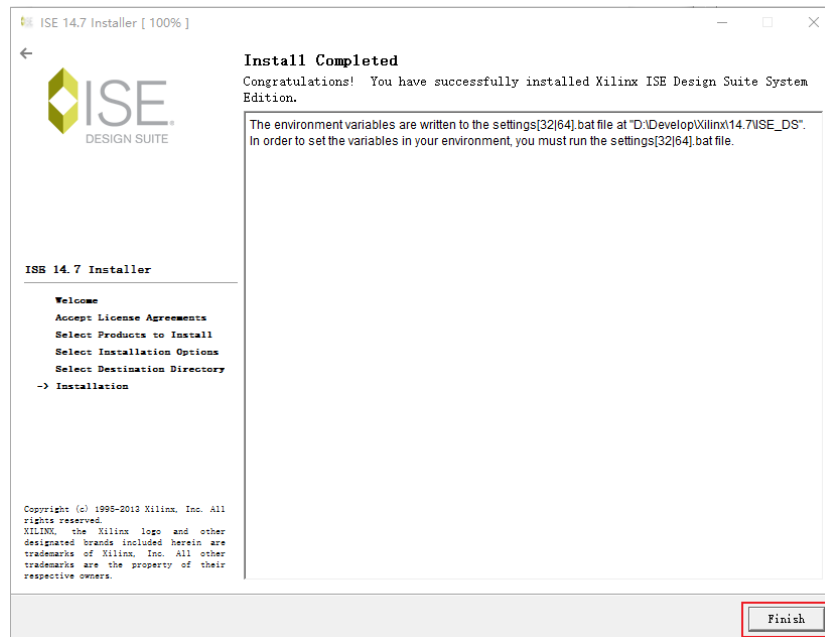 ISE 14.7 Installer [ 100% ]
Install Completed
Congratulations! You have successfully installed Xilinx ISE Design Suite System
Edition.
ISE.
DESIGN SUITE
The environment variables are written to the settings[32|64].bat file at "D:\Develop\Xilinx\14.7\ISE_DS".
In order to set the variables in your environment, you must run the settings[32|64].bat file.
ISE 14.7 Installer
Welcome
Accept License Agreements
Select Products to Install
Select Installation Options
Select Destination Directory
-> Installation
Copyright (c) 1995-2013 Xilinx, Inc. All
rights reserved.
XILINX, the Xilinx logo and other
designated brands included herein are
trademarks of Xilinx, Inc. All other
trademarks are the property of their
respective owners.
Finish